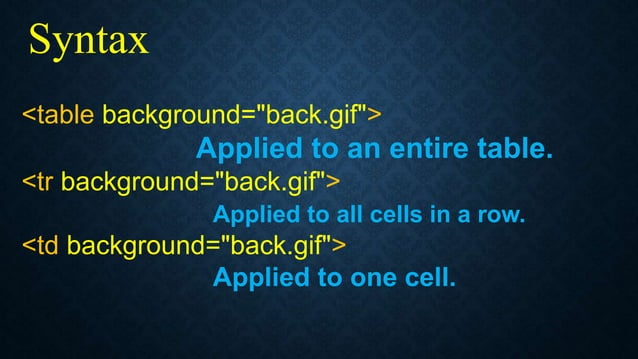 Syntax
<table background="back.gif">
Applied to an entire table.
<tr background="back.gif">
Applied to all cells in a row.
<td background="back.gif">
Applied to one cell.